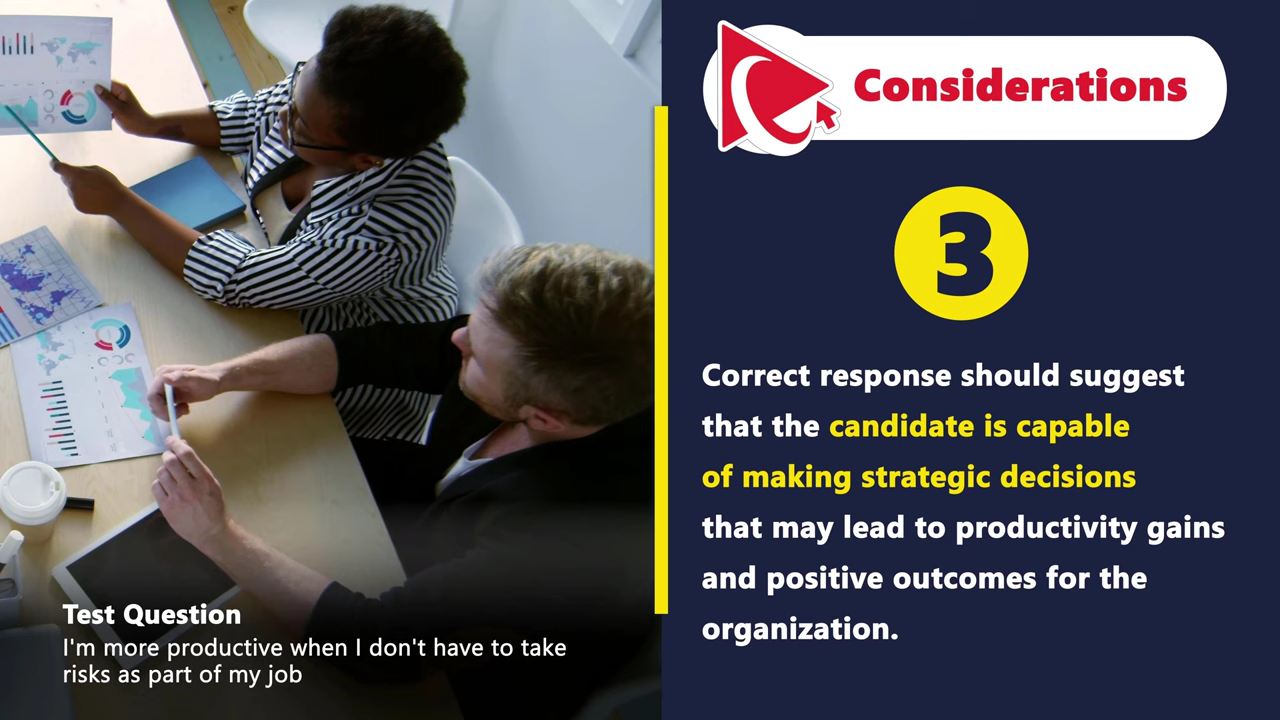 Considerations
3
Correct response should suggest
that the candidate is capable
of making strategic decisions
that may lead to productivity gains
and positive outcomes for the
organization.
Test Question
I'm more productive when I don't have to take
risks as part of my job